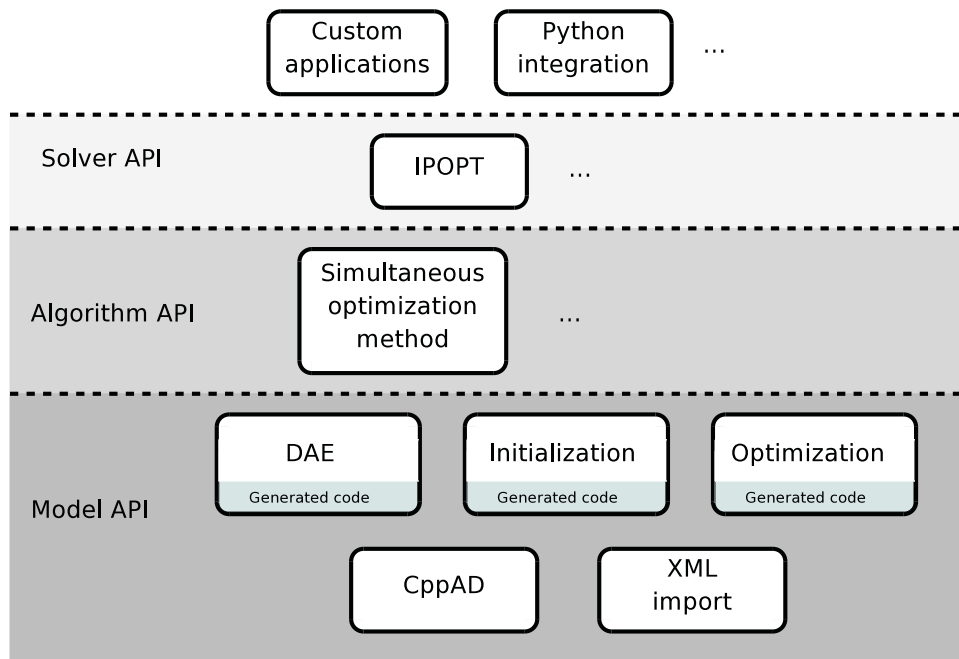 Custom
applications
Python
integration
...
Solver API
IPOPT
...
Algorithm API
Simultaneous
optimization
method
...
Model API
DAE
Generated code
Initialization
Generated code
Optimization
Generated code
CppAD
XML
import